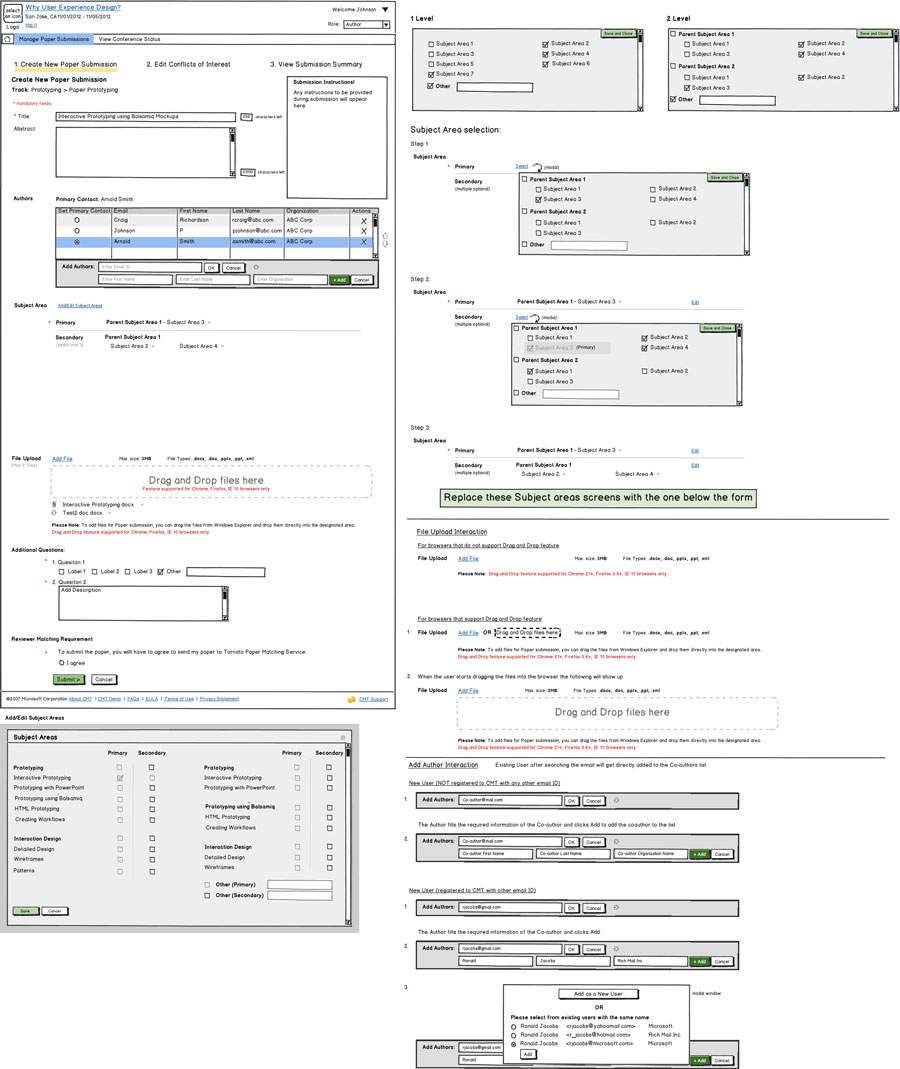 select an icon
Logo
Why User Experience Design?
San Jose, CA11/01/2012 - 11/05/2012
http://
Welcome Johnson
Role: Author
Manage Paper Submissions View Conference Status
1. Create New Paper Submission 2. Edit Conflicts of Interest 3. View Submission Summary
Create New Paper Submission
Track: Prototyping > Paper Prototyping
* mandatory fields
Submission Instructions!
Any instructions to be provided
during submission will appear
here
* Title: Interactive Prototyping using Balsamiq Mockups characters left
Abstract:
characters left
Authors Primary Contact: Arnold Smith
Set Primary Contact Email First Name Last Name Organization Actions
Craig Richardson rcraig@abc.com ABC Corp X
Johnson P pjohnson@abc.com ABC Corp X
Arnold Smith asmith@abc.com ABC Corp X
Add Authors: Enter Email ID OK Cancel
Enter First Name Enter Last Name Enter Organization + Add Cancel
Subject Area Add/Edit Subject Areas
* Primary Parent Subject Area 1 - Subject Area 3 ×
Secondary Parent Subject Area 1
(select max 3) Subject Area 2 × Subject Area 4 ×
File Upload Add File Max. size: 3MB File Types: .docx, .doc, .pptx, .ppt, .xml
(Max 5 files)
Drag and Drop files here
Feature supported for Chrome, Firefox, IE 10 browsers only
Interactive Prototyping.docx ×
Test2 doc.docx ×
Please Note: To add files for Paper submission, you can drag the files from Windows Explorer and drop them directly into the designated area.
Drag and Drop feature supported for Chrome, Firefox, IE 10 browsers only.
Additional Questions:
* 1. Quesiton 1
Label 1 Label 2 Label 3 Other
* 2. Quesiton 2
Add Description
Reviewer Matching Requirement
* To submit the paper, you will have to agree to send my paper to Torroto Paper Matching Service.
I agree
Submit > Cancel
©2007 Microsoft Corporation About CMT | CMT Demo | FAQs | EULA | Terms of Use | Privacy Statement CMT Support
Add/Edit Subject Areas
Subject Areas
Primary Secondary Primary Secondary
Prototyping Prototyping
Interactive Prototyping Interactive Prototyping
Prototyping with PowerPoint Prototyping with PowerPoint
Prototyping using Balsamiq Prototyping using Balsamiq
HTML Prototyping HTML Prototyping
Creating Workflows Creating Workflows
Interaction Design Interaction Design
Detailed Design Detailed Design
Wireframes Wireframes
Patterns
Other (Primary)
Other (Secondary)
Save Cancel
1 Level
Save and Close
Subject Area 1 Subject Area 2
Subject Area 3 Subject Area 4
Subject Area 5 Subject Area 6
Subject Area 7
Other
2 Level
Save and Close
Parent Subject Area 1
Subject Area 1 Subject Area 2
Subject Area 3 Subject Area 4
Parent Subject Area 2
Subject Area 1 Subject Area 2
Subject Area 3
Other
Subject Area selection:
Step 1:
Subject Area
* Primary Select (modal)
Secondary
(multiple optional)
Save and Close
Parent Subject Area 1
Subject Area 1 Subject Area 2
Subject Area 3 Subject Area 4
Parent Subject Area 2
Subject Area 1 Subject Area 2
Subject Area 3
Other
Step 2:
Subject Area
* Primary Parent Subject Area 1 - Subject Area 3 × Edit
Secondary Select (modal)
(multiple optional)
Save and Close
Parent Subject Area 1
Subject Area 1 Subject Area 2
Subject Area 3 (Primary) Subject Area 4
Parent Subject Area 2
Subject Area 1 Subject Area 2
Subject Area 3
Other
Step 3:
Subject Area
* Primary Parent Subject Area 1 - Subject Area 3 × Edit
Secondary Parent Subject Area 1 Edit
(multiple optional) Subject Area 2 × Subject Area 4 ×
Replace these Subject areas screens with the one below the form
File Upload Interaction
For browsers that do not support Drag and Drop feature
File Upload Add File Max. size: 3MB File Types: .docx, .doc, .pptx, .ppt, .xml
Please Note: Drag and Drop feature supported for Chrome 21+, Firefox 3.6+, IE 10 browsers only.
For browsers that support Drag and Drop feature
1. File Upload Add File OR Drag and Drop files here Max. size: 3MB File Types: .docx, .doc, .pptx, .ppt, .xml
Please Note: To add files for Paper submission, you can drag the files from Windows Explorer and drop them directly into the designated area.
Drag and Drop feature supported for Chrome 21+, Firefox 3.6+, IE 10 browsers only.
2. When the user starts dragging the files into the browser the following will show up
File Upload Add File Max. size: 3MB File Types: .docx, .doc, .pptx, .ppt, .xml
Drag and Drop files here
Please Note: To add files for Paper submission, you can drag the files from Windows Explorer and drop them directly into the designated area.
Drag and Drop feature supported for Chrome 21+, Firefox 3.6+, IE 10 browsers only.
Add Author Interaction Existing User after searching the email will get directly added to the Co-authors list
New User (NOT registered to CMT with any other email ID)
1. Add Authors: Co-author@mail.com OK Cancel
The Author fills the required information of the Co-author and clicks Add to add the coauthor to the list
2. Add Authors: Co-author@mail.com OK Cancel
Co-author First Name Co-author Last Name Co-author Organization Name + Add Cancel
New User (registered to CMT with other email ID)
1. Add Authors: rjacobs@gmail.com OK Cancel
The Author fills the required information of the Co-author and clicks Add.
2. Add Authors: rjacobs@gmail.com OK Cancel
Ronald Jacobs Rich Mail Inc + Add Cancel
3. Add as a New User modal window
OR
Please select from existing users with the same name
Ronald Jacobs <rjacobs@yahoomail.com> Microsoft
Ronald Jacobs <r_jacobs@hotmail.com> Rich Mail Inc
Ronald Jacobs <rjacobs@microsoft.com> Microsoft
Add
Add Authors: rjacobs@gmail.com
Ronald + Add Cancel